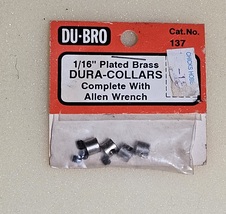 DU-BRO
Cat.No.
137
1/16" Plated Brass
DURA-COLLARS
Complete With
Allen Wrench